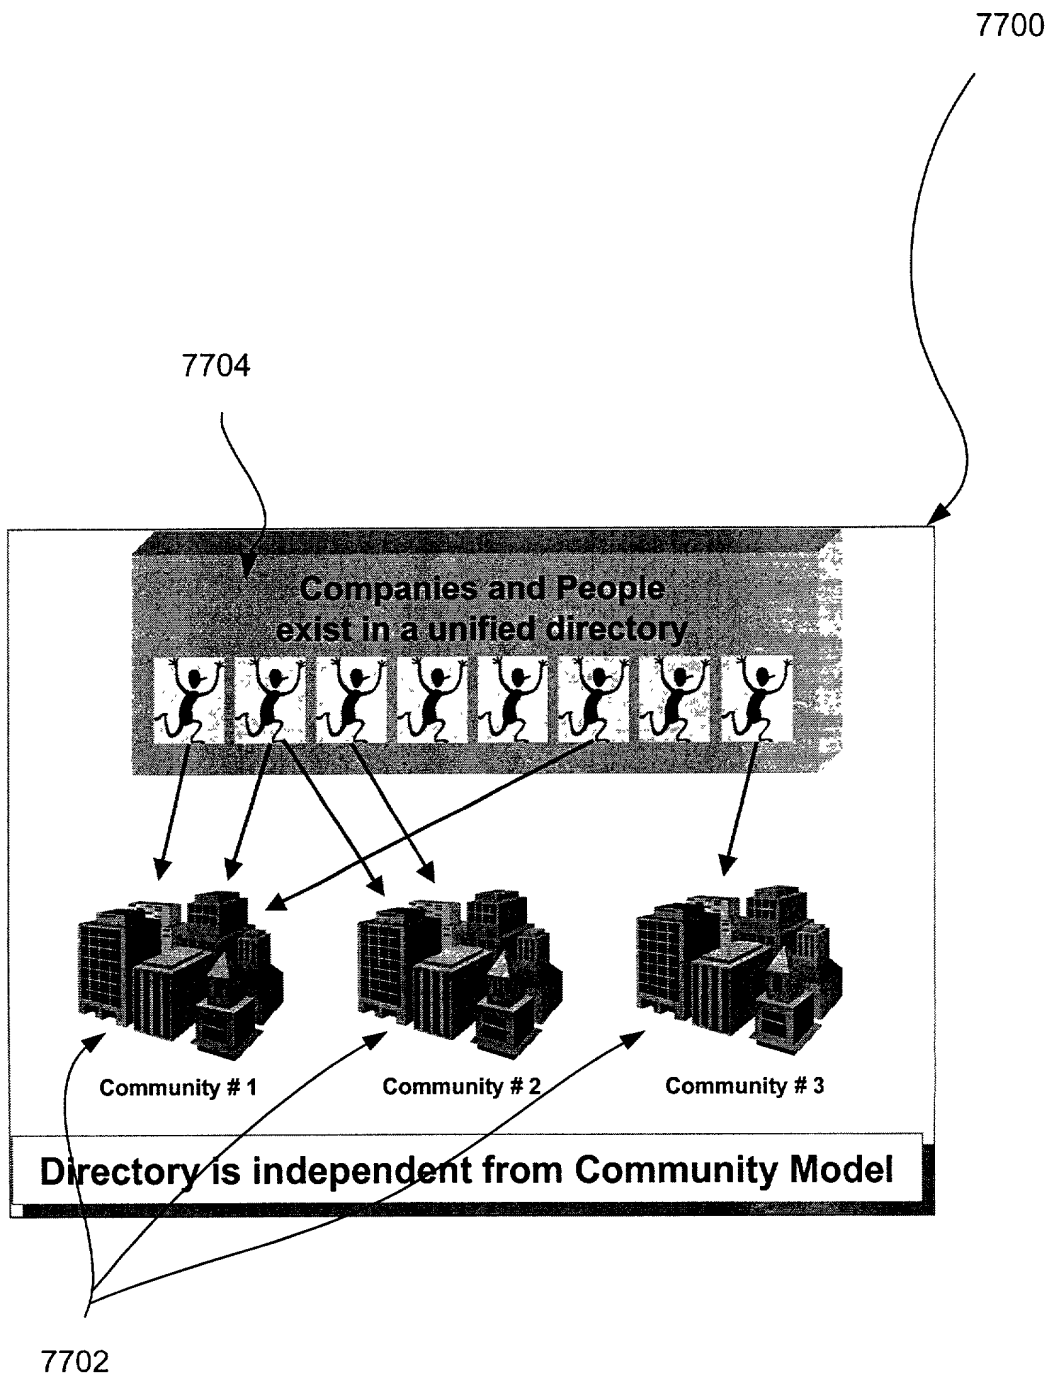 7700
7704
Companies and People
exist in a unified directory
Community # 1
Community # 2
Community # 3
Directory is independent from Community Model
7702